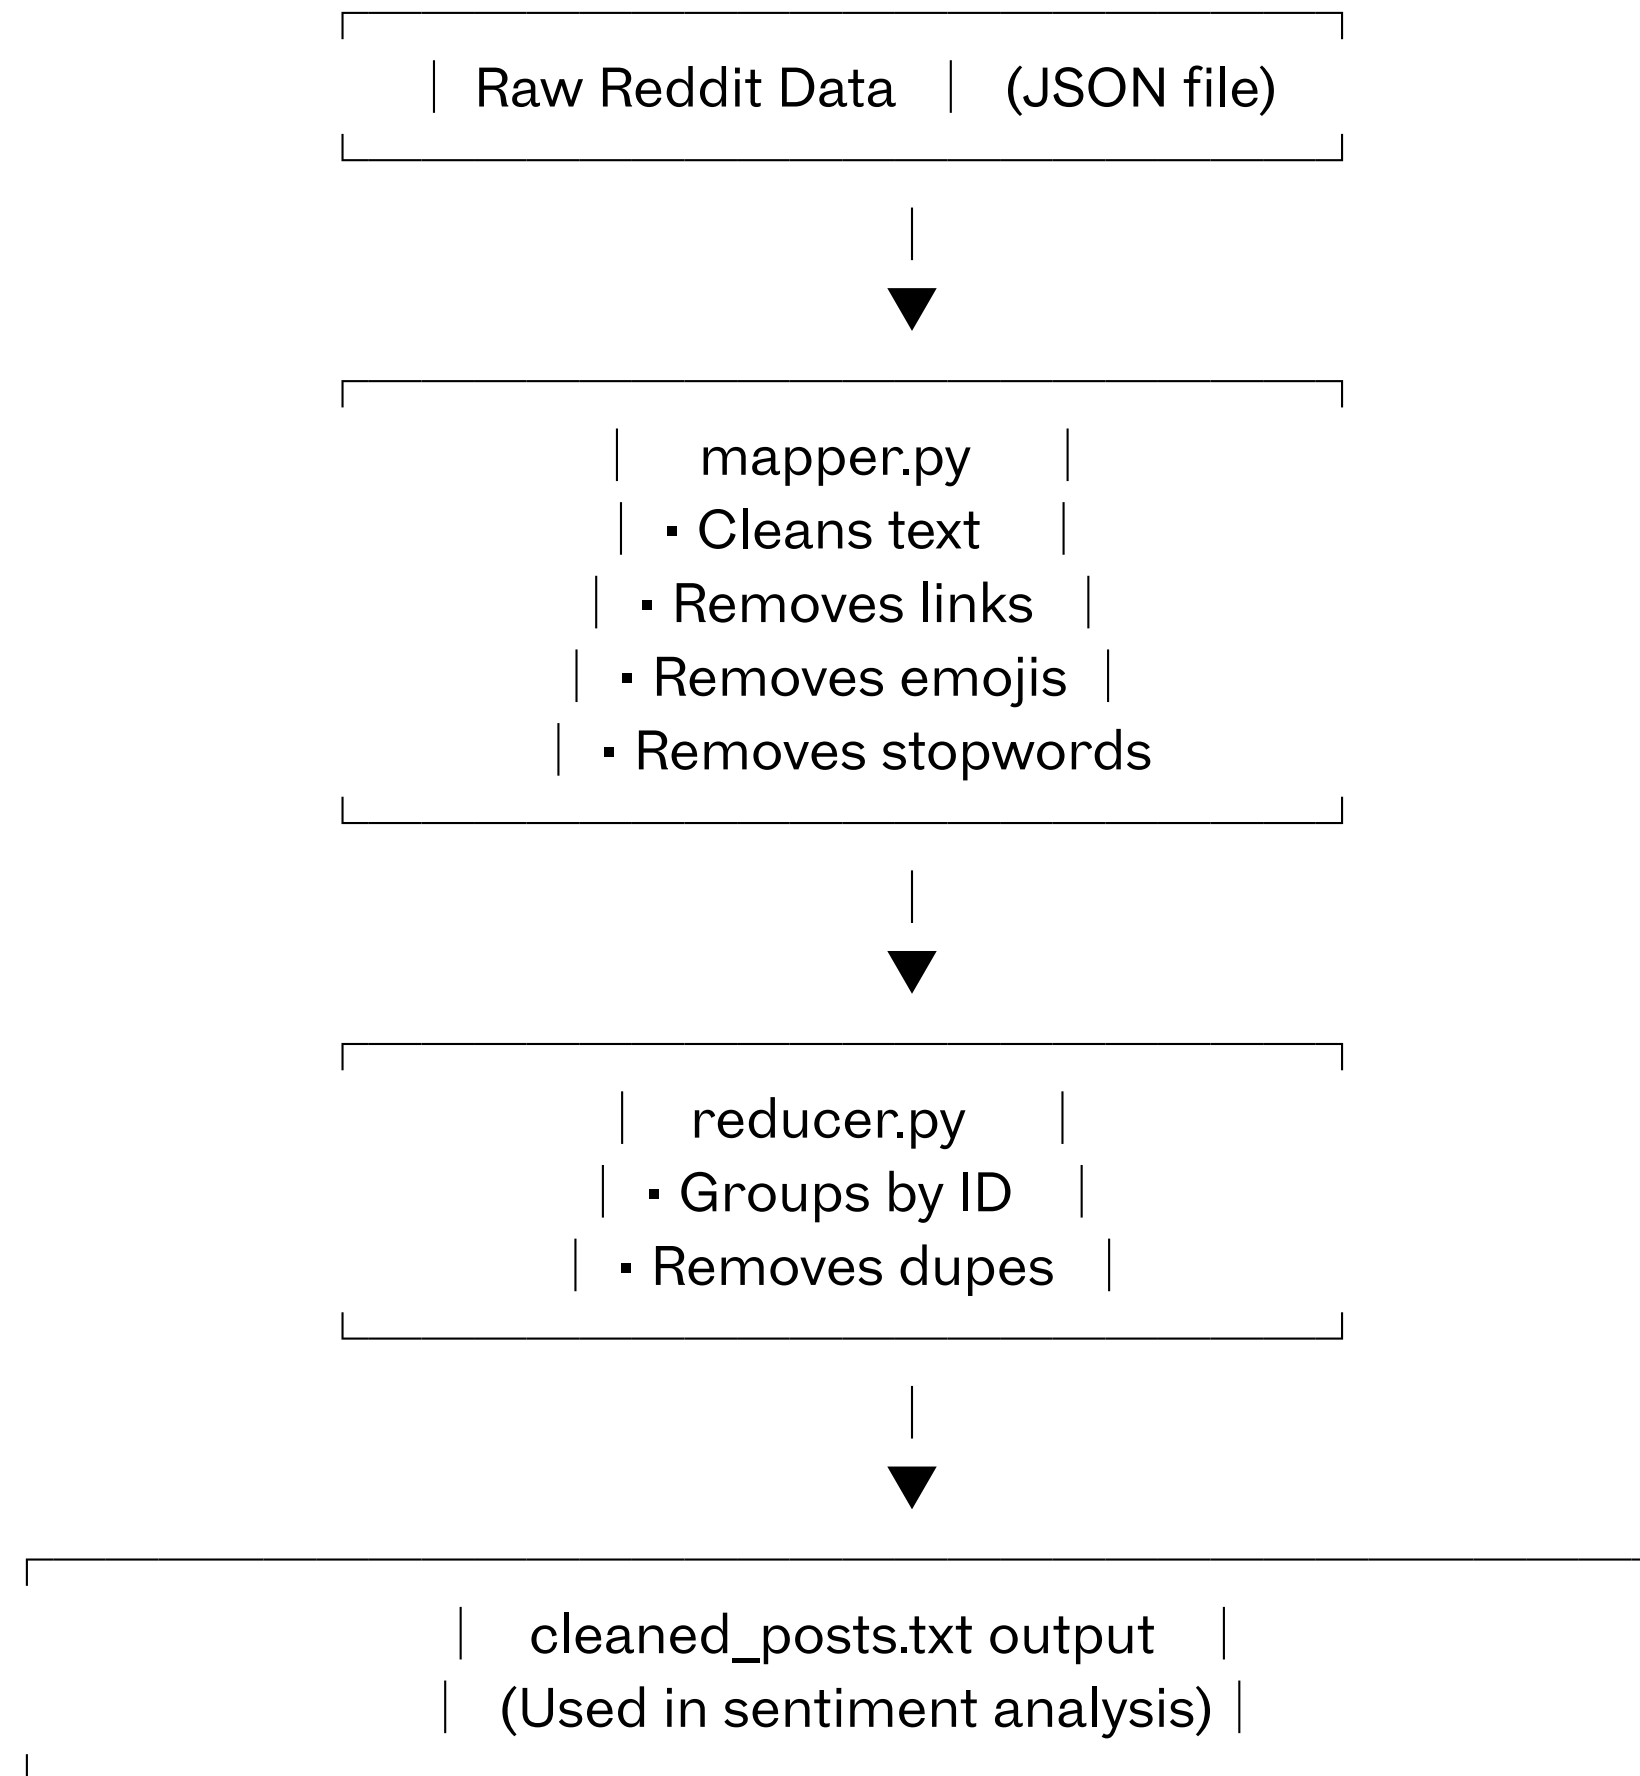 | Raw Reddit Data | (JSON file)
| mapper.py |
| ▪ Cleans text |
| ▪ Removes links |
| ▪ Removes emojis |
| ▪ Removes stopwords
| reducer.py |
| ▪ Groups by ID |
| ▪ Removes dupes |
| cleaned_posts.txt output |
| (Used in sentiment analysis) |